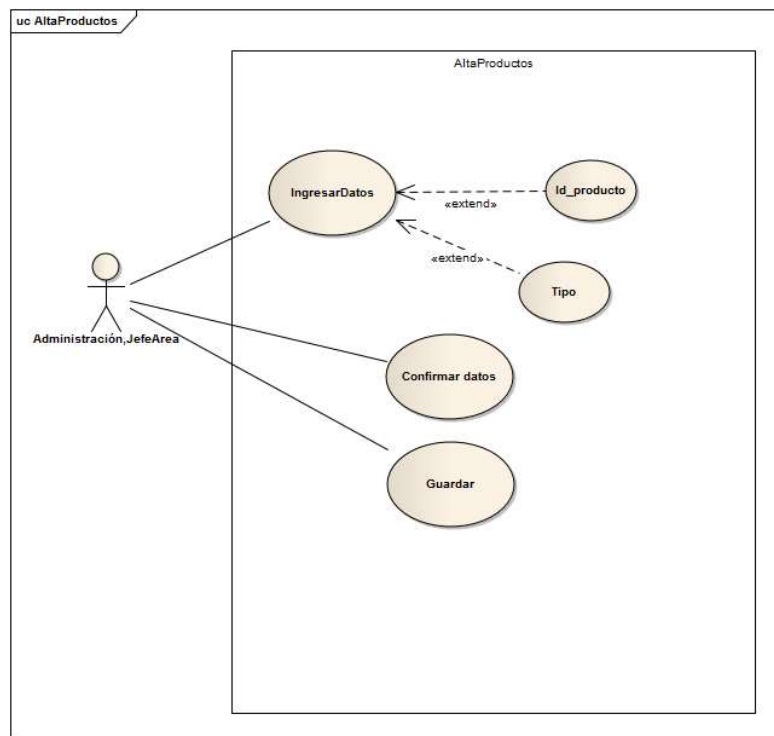 uc AltaProductos
AltaProductos
IngresarDatos
Id_producto
«extend»
«extend»
Tipo
Administración,JefeArea
Confirmar datos
Guardar